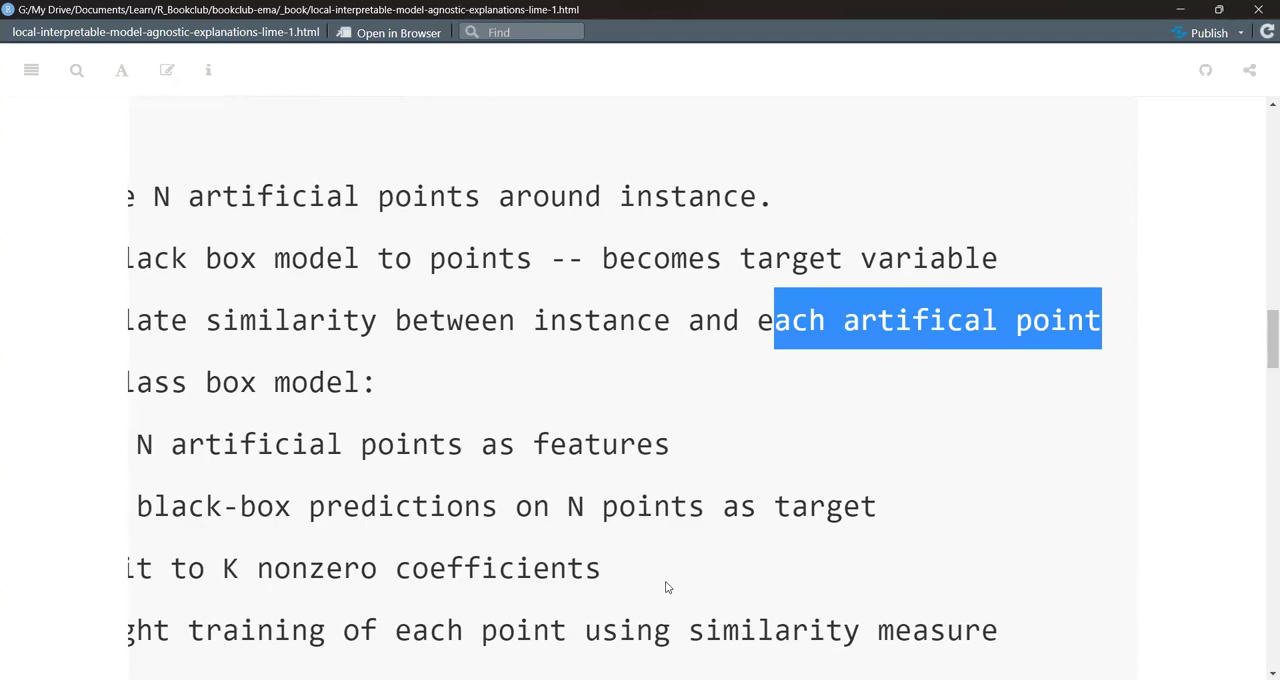 G:/My Drive/Documents/Learn/R_Bookclub/bookclub-ema/_book/local-interpretable-model-agnostic-explanations-lime-1.html
local-interpretable-model-agnostic-explanations-lime-1.html Open in Browser Find Publish
e N artificial points around instance.
lack box model to points -- becomes target variable
late similarity between instance and each artifical point
lass box model:
N artificial points as features
black-box predictions on N points as target
it to K nonzero coefficients
ght training of each point using similarity measure